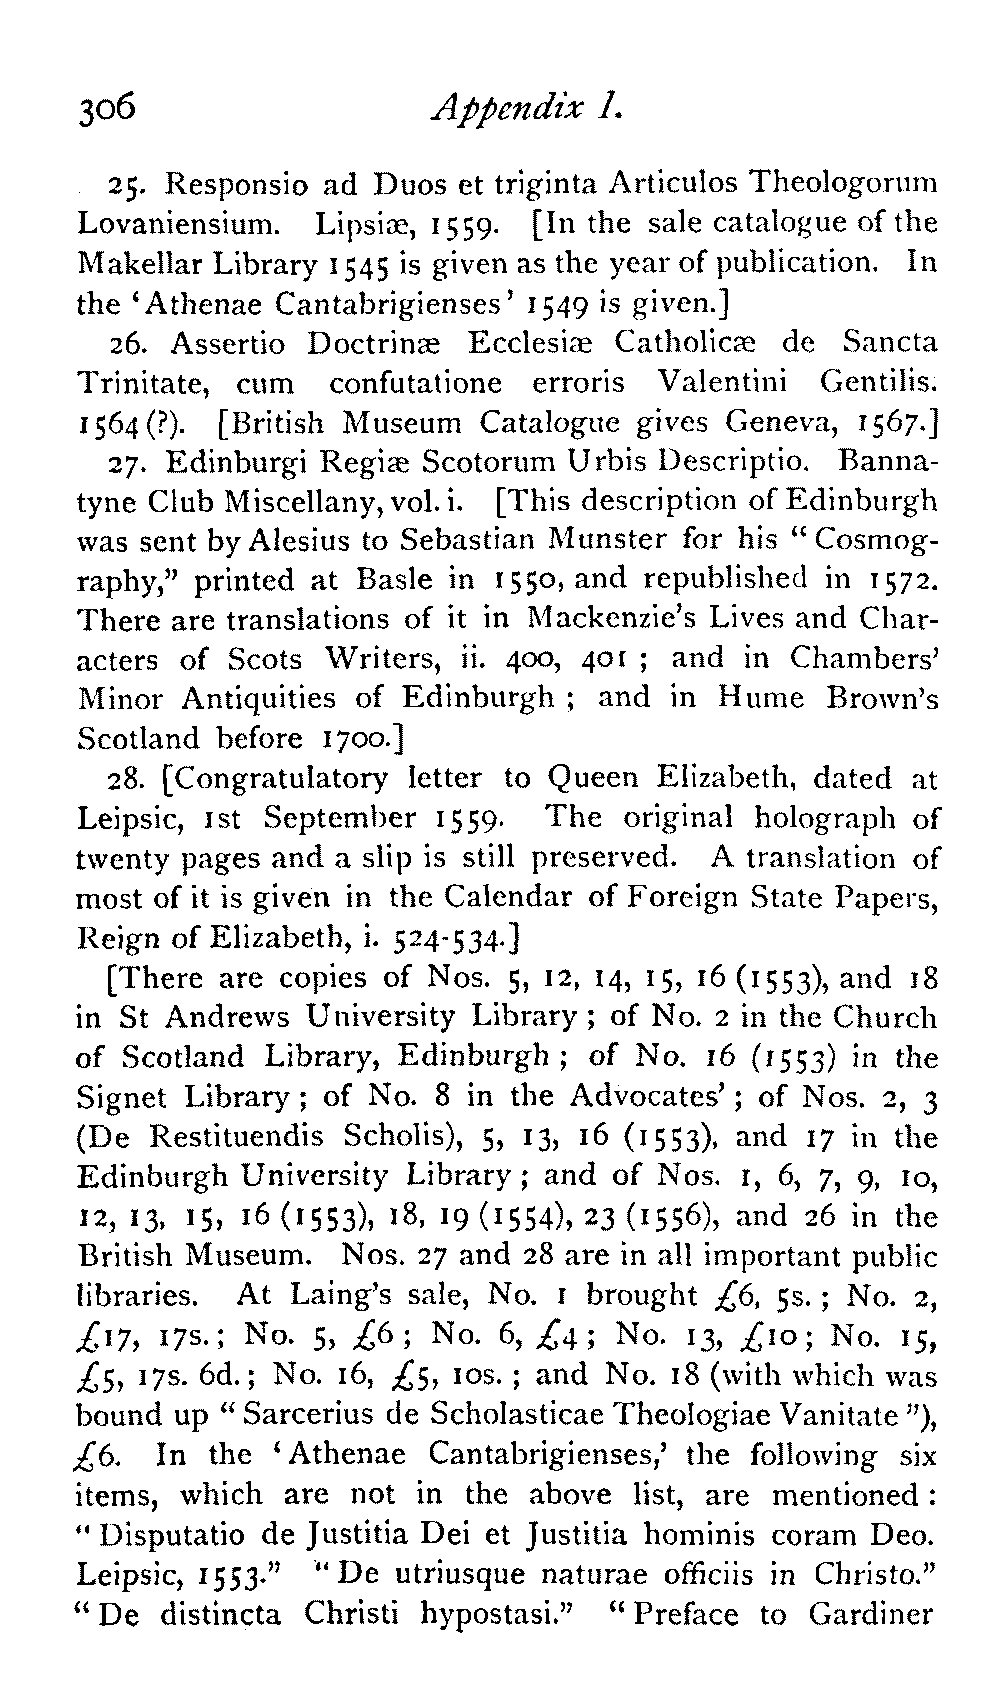 306 Appendix I.
25. Responsio ad Duos et triginta Articulos Theologorum
Lovaniensium. Lipsiæ, 1559. [In the sale catalogue of the
Makellar Library 1545 is given as the year of publication. In
the ‘Athenae Cantabrigienses’ 1549 is given.]
26. Assertio Doctrinæ Ecclesiæ Catholicæ de Sancta
Trinitate, cum confutatione erroris Valentini Gentilis.
1564 (?). [British Museum Catalogue gives Geneva, 1567.]
27. Edinburgi Regiæ Scotorum Urbis Descriptio. Banna-
tyne Club Miscellany, vol. i. [This description of Edinburgh
was sent by Alesius to Sebastian Munster for his “Cosmog-
raphy,” printed at Basle in 1550, and republished in 1572.
There are translations of it in Mackenzie’s Lives and Char-
acters of Scots Writers, ii. 400, 401 ; and in Chambers’
Minor Antiquities of Edinburgh ; and in Hume Brown’s
Scotland before 1700.]
28. [Congratulatory letter to Queen Elizabeth, dated at
Leipsic, 1st September 1559. The original holograph of
twenty pages and a slip is still preserved. A translation of
most of it is given in the Calendar of Foreign State Papers,
Reign of Elizabeth, i. 524-534.]
[There are copies of Nos. 5, 12, 14, 15, 16 (1553), and 18
in St Andrews University Library ; of No. 2 in the Church
of Scotland Library, Edinburgh ; of No. 16 (1553) in the
Signet Library ; of No. 8 in the Advocates’ ; of Nos. 2, 3
(De Restituendis Scholis), 5, 13, 16 (1553), and 17 in the
Edinburgh University Library ; and of Nos. 1, 6, 7, 9, 10,
12, 13, 15, 16 (1553), 18, 19 (1554), 23 (1556), and 26 in the
British Museum. Nos. 27 and 28 are in all important public
libraries. At Laing’s sale, No. 1 brought £6, 5s. ; No. 2,
£17, 17s. ; No. 5, £6 ; No. 6, £4 ; No. 13, £10 ; No. 15,
£5, 17s. 6d. ; No. 16, £5, 10s. ; and No. 18 (with which was
bound up “Sarcerius de Scholasticae Theologiae Vanitate”),
£6. In the ‘Athenae Cantabrigienses,’ the following six
items, which are not in the above list, are mentioned :
“Disputatio de Justitia Dei et Justitia hominis coram Deo.
Leipsic, 1553.” “De utriusque naturae officiis in Christo.”
“De distincta Christi hypostasi.” “Preface to Gardiner